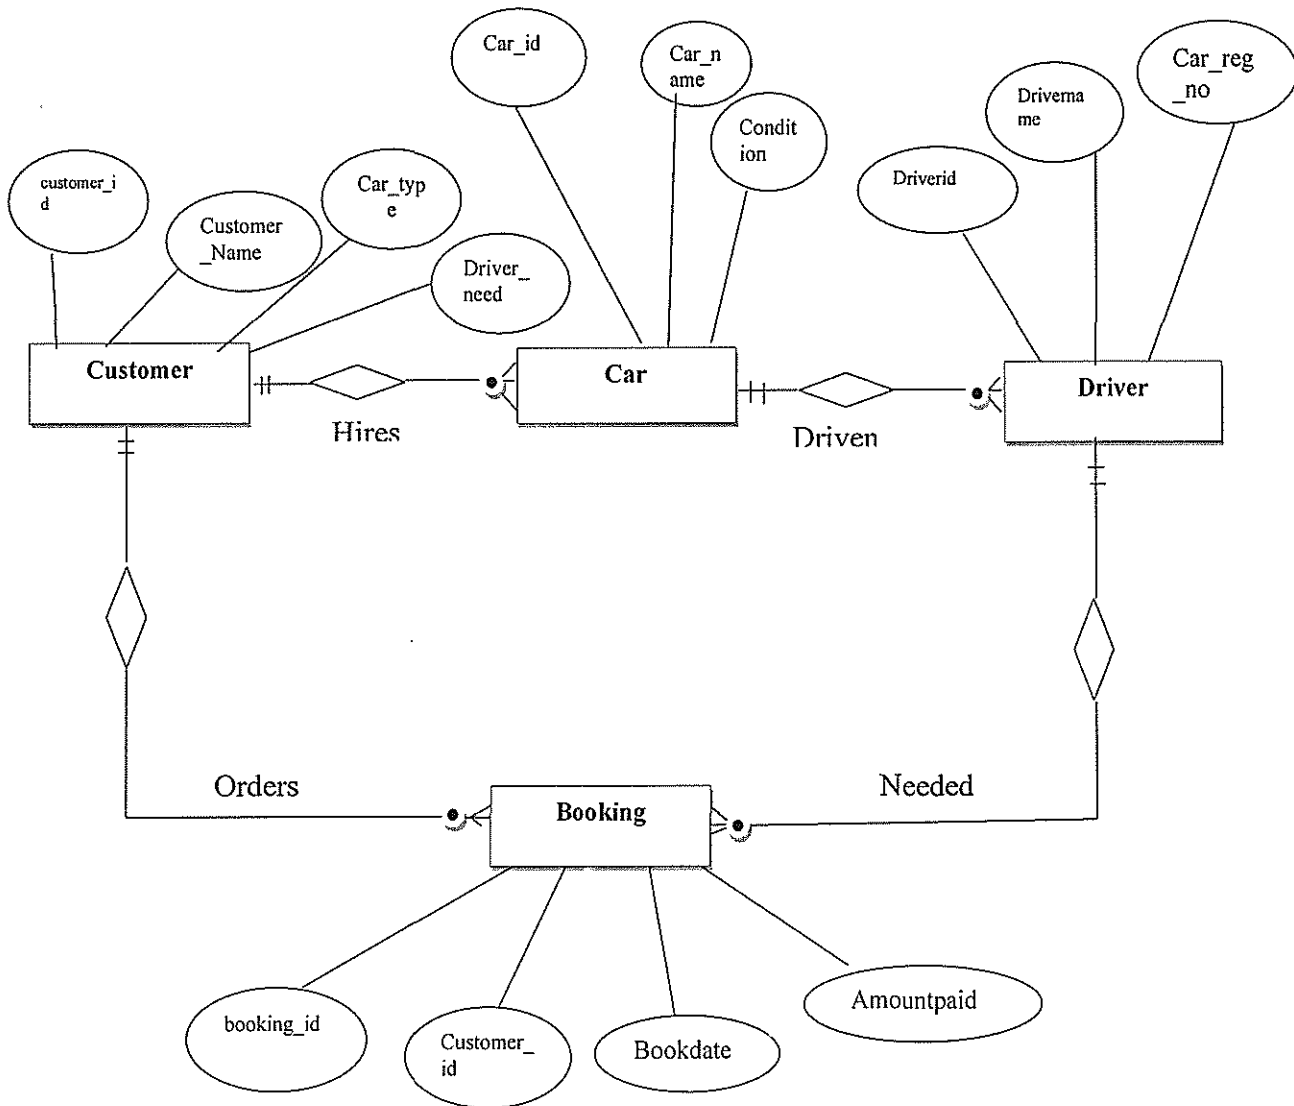 Car_id
Car_n
ame
Car_reg
_no
Driverna
me
Condit
ion
Driverid
customer_i
d
Car_typ
e
Customer
_Name
Driver_
need
Customer
Car
Driver
Hires
Driven
Orders
Needed
Booking
booking_id
Customer_
id
Bookdate
Amountpaid